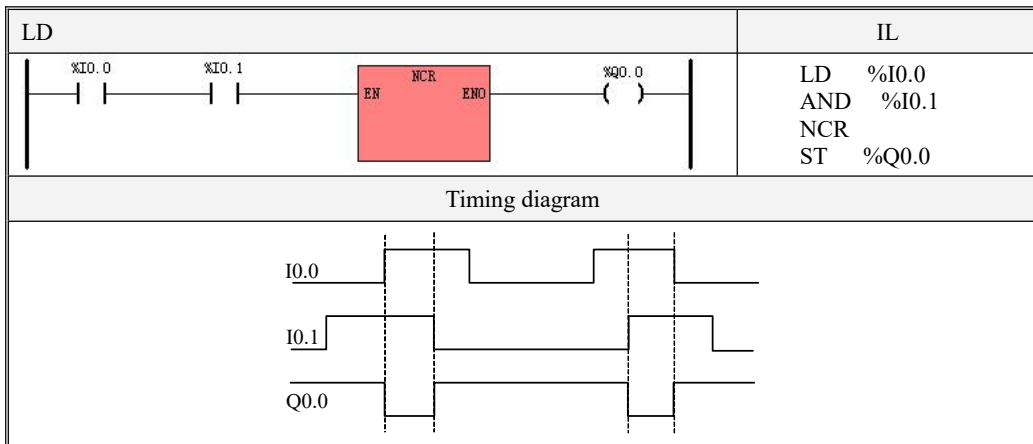 LD IL
%I0.0 %I0.1 NCR %Q0.0
EN ENO
LD %I0.0
AND %I0.1
NCR
ST %Q0.0
Timing diagram
I0.0
I0.1
Q0.0